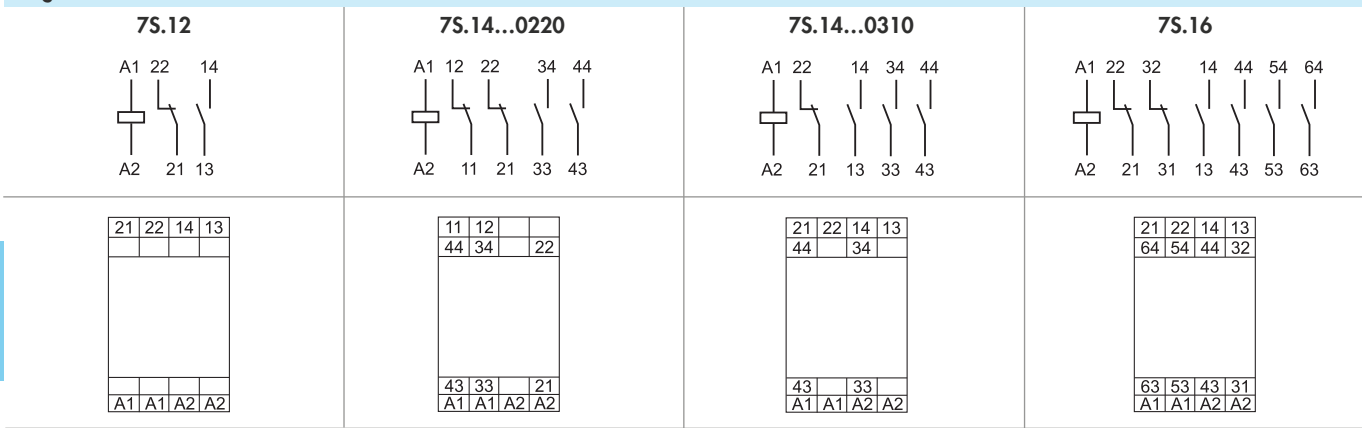 7S.12 7S.14...0220 7S.14...0310 7S.16
A1 22 14 A1 12 22 34 44 A1 22 14 34 44 A1 22 32 14 44 54 64
A2 21 13 A2 11 21 33 43 A2 21 13 33 43 A2 21 31 13 43 53 63
21 22 14 13 11 12 21 22 14 13 21 22 14 13
44 34 22 44 34 64 54 44 32
43 33 21 43 33 63 53 43 31
A1 A1 A2 A2 A1 A1 A2 A2 A1 A1 A2 A2 A1 A1 A2 A2